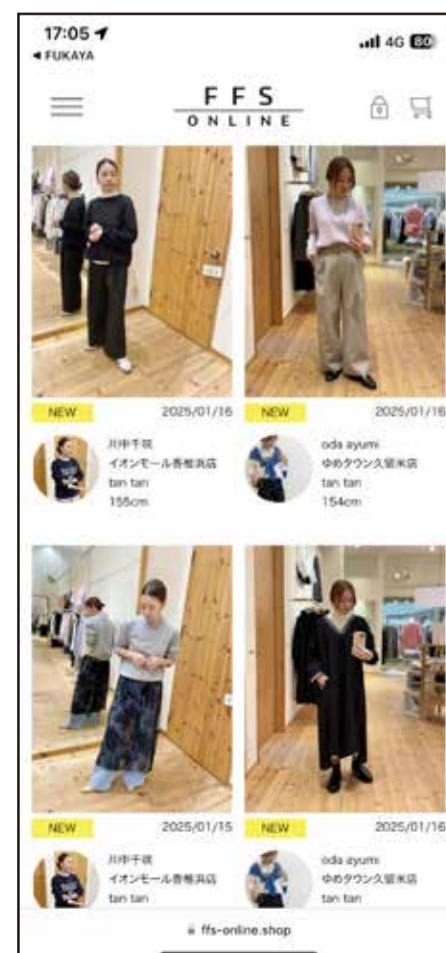 17:05
4G 80
◀ FUKAYA
FFS
ONLINE
NEW 2025/01/16
川中千咲
イオンモール香椎浜店
tan tan
155cm
NEW 2025/01/16
oda ayumi
ゆめタウン久留米店
tan tan
154cm
NEW 2025/01/15
川中千咲
イオンモール香椎浜店
tan tan
NEW 2025/01/16
oda ayumi
ゆめタウン久留米店
tan tan
ffs-online.shop